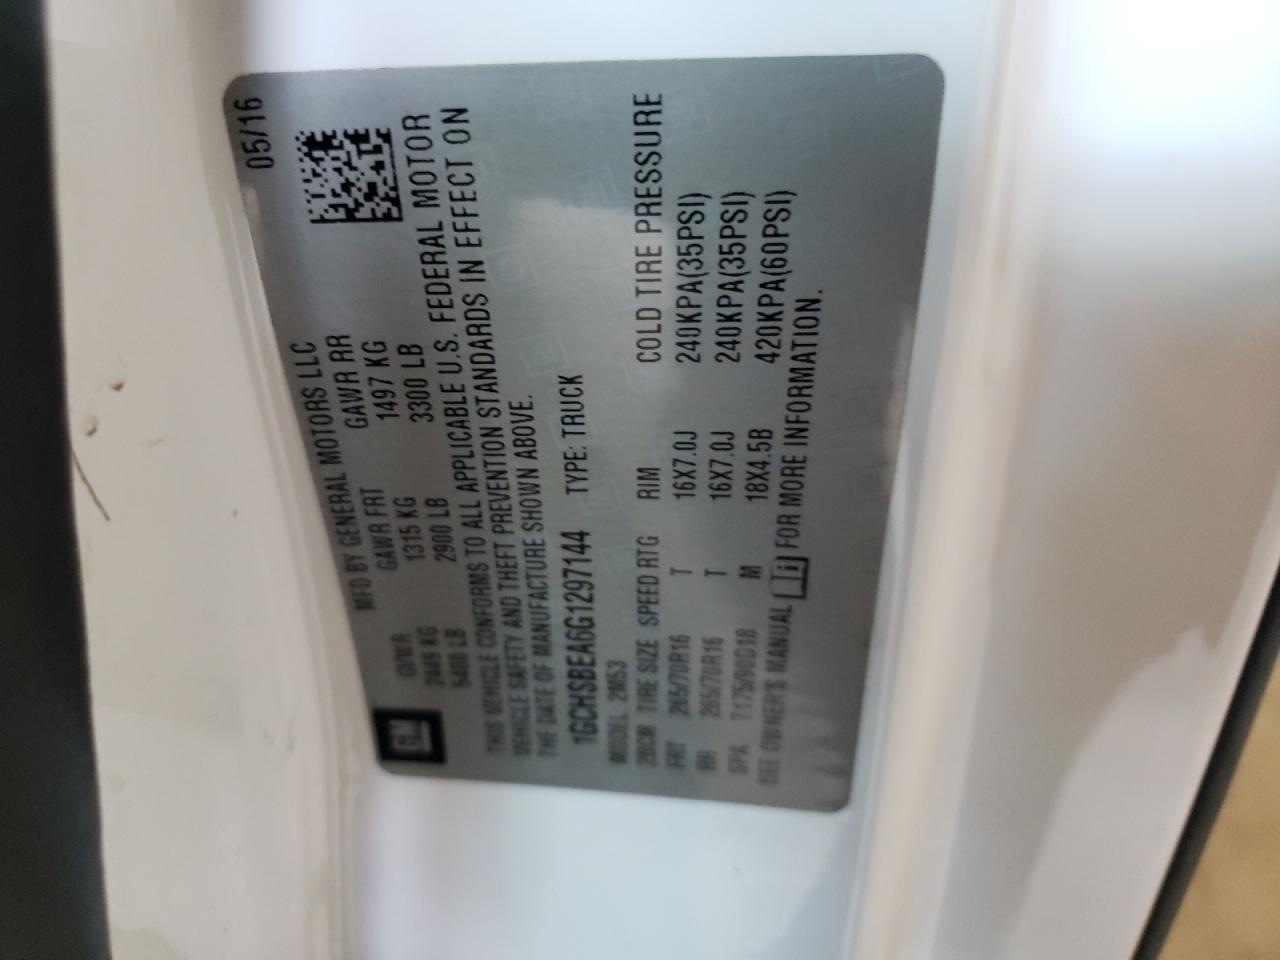 05/16
MFD BY GENERAL MOTORS LLC
GM
GVWR GAWR FRT GAWR RR
2449 KG 1315 KG 1497 KG
5400 LB 2900 LB 3300 LB
THIS VEHICLE CONFORMS TO ALL APPLICABLE U.S. FEDERAL MOTOR
VEHICLE SAFETY AND THEFT PREVENTION STANDARDS IN EFFECT ON
THE DATE OF MANUFACTURE SHOWN ABOVE.
1GCHSBEA6G1297144 TYPE: TRUCK
MODEL 2M53
2BCM TIRE SIZE SPEED RTG RIM COLD TIRE PRESSURE
FRT 265/70R16 T 16X7.0J 240KPA(35PSI)
RR 265/70R16 T 16X7.0J 240KPA(35PSI)
SPA T175/90D18 M 18X4.5B 420KPA(60PSI)
SEE OWNER'S MANUAL i FOR MORE INFORMATION.